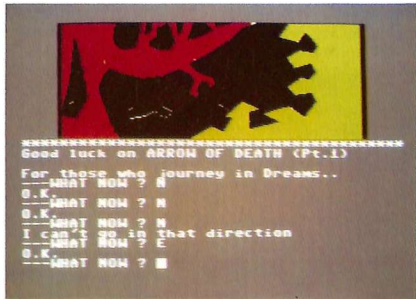 ****************************************
Good luck on ARROW OF DEATH (Pt.1)
For those who journey in Dreams..
---WHAT NOW ? N
O.K.
---WHAT NOW ? N
O.K.
---WHAT NOW ? N
I can't go in that direction
---WHAT NOW ? E
O.K.
---WHAT NOW ?